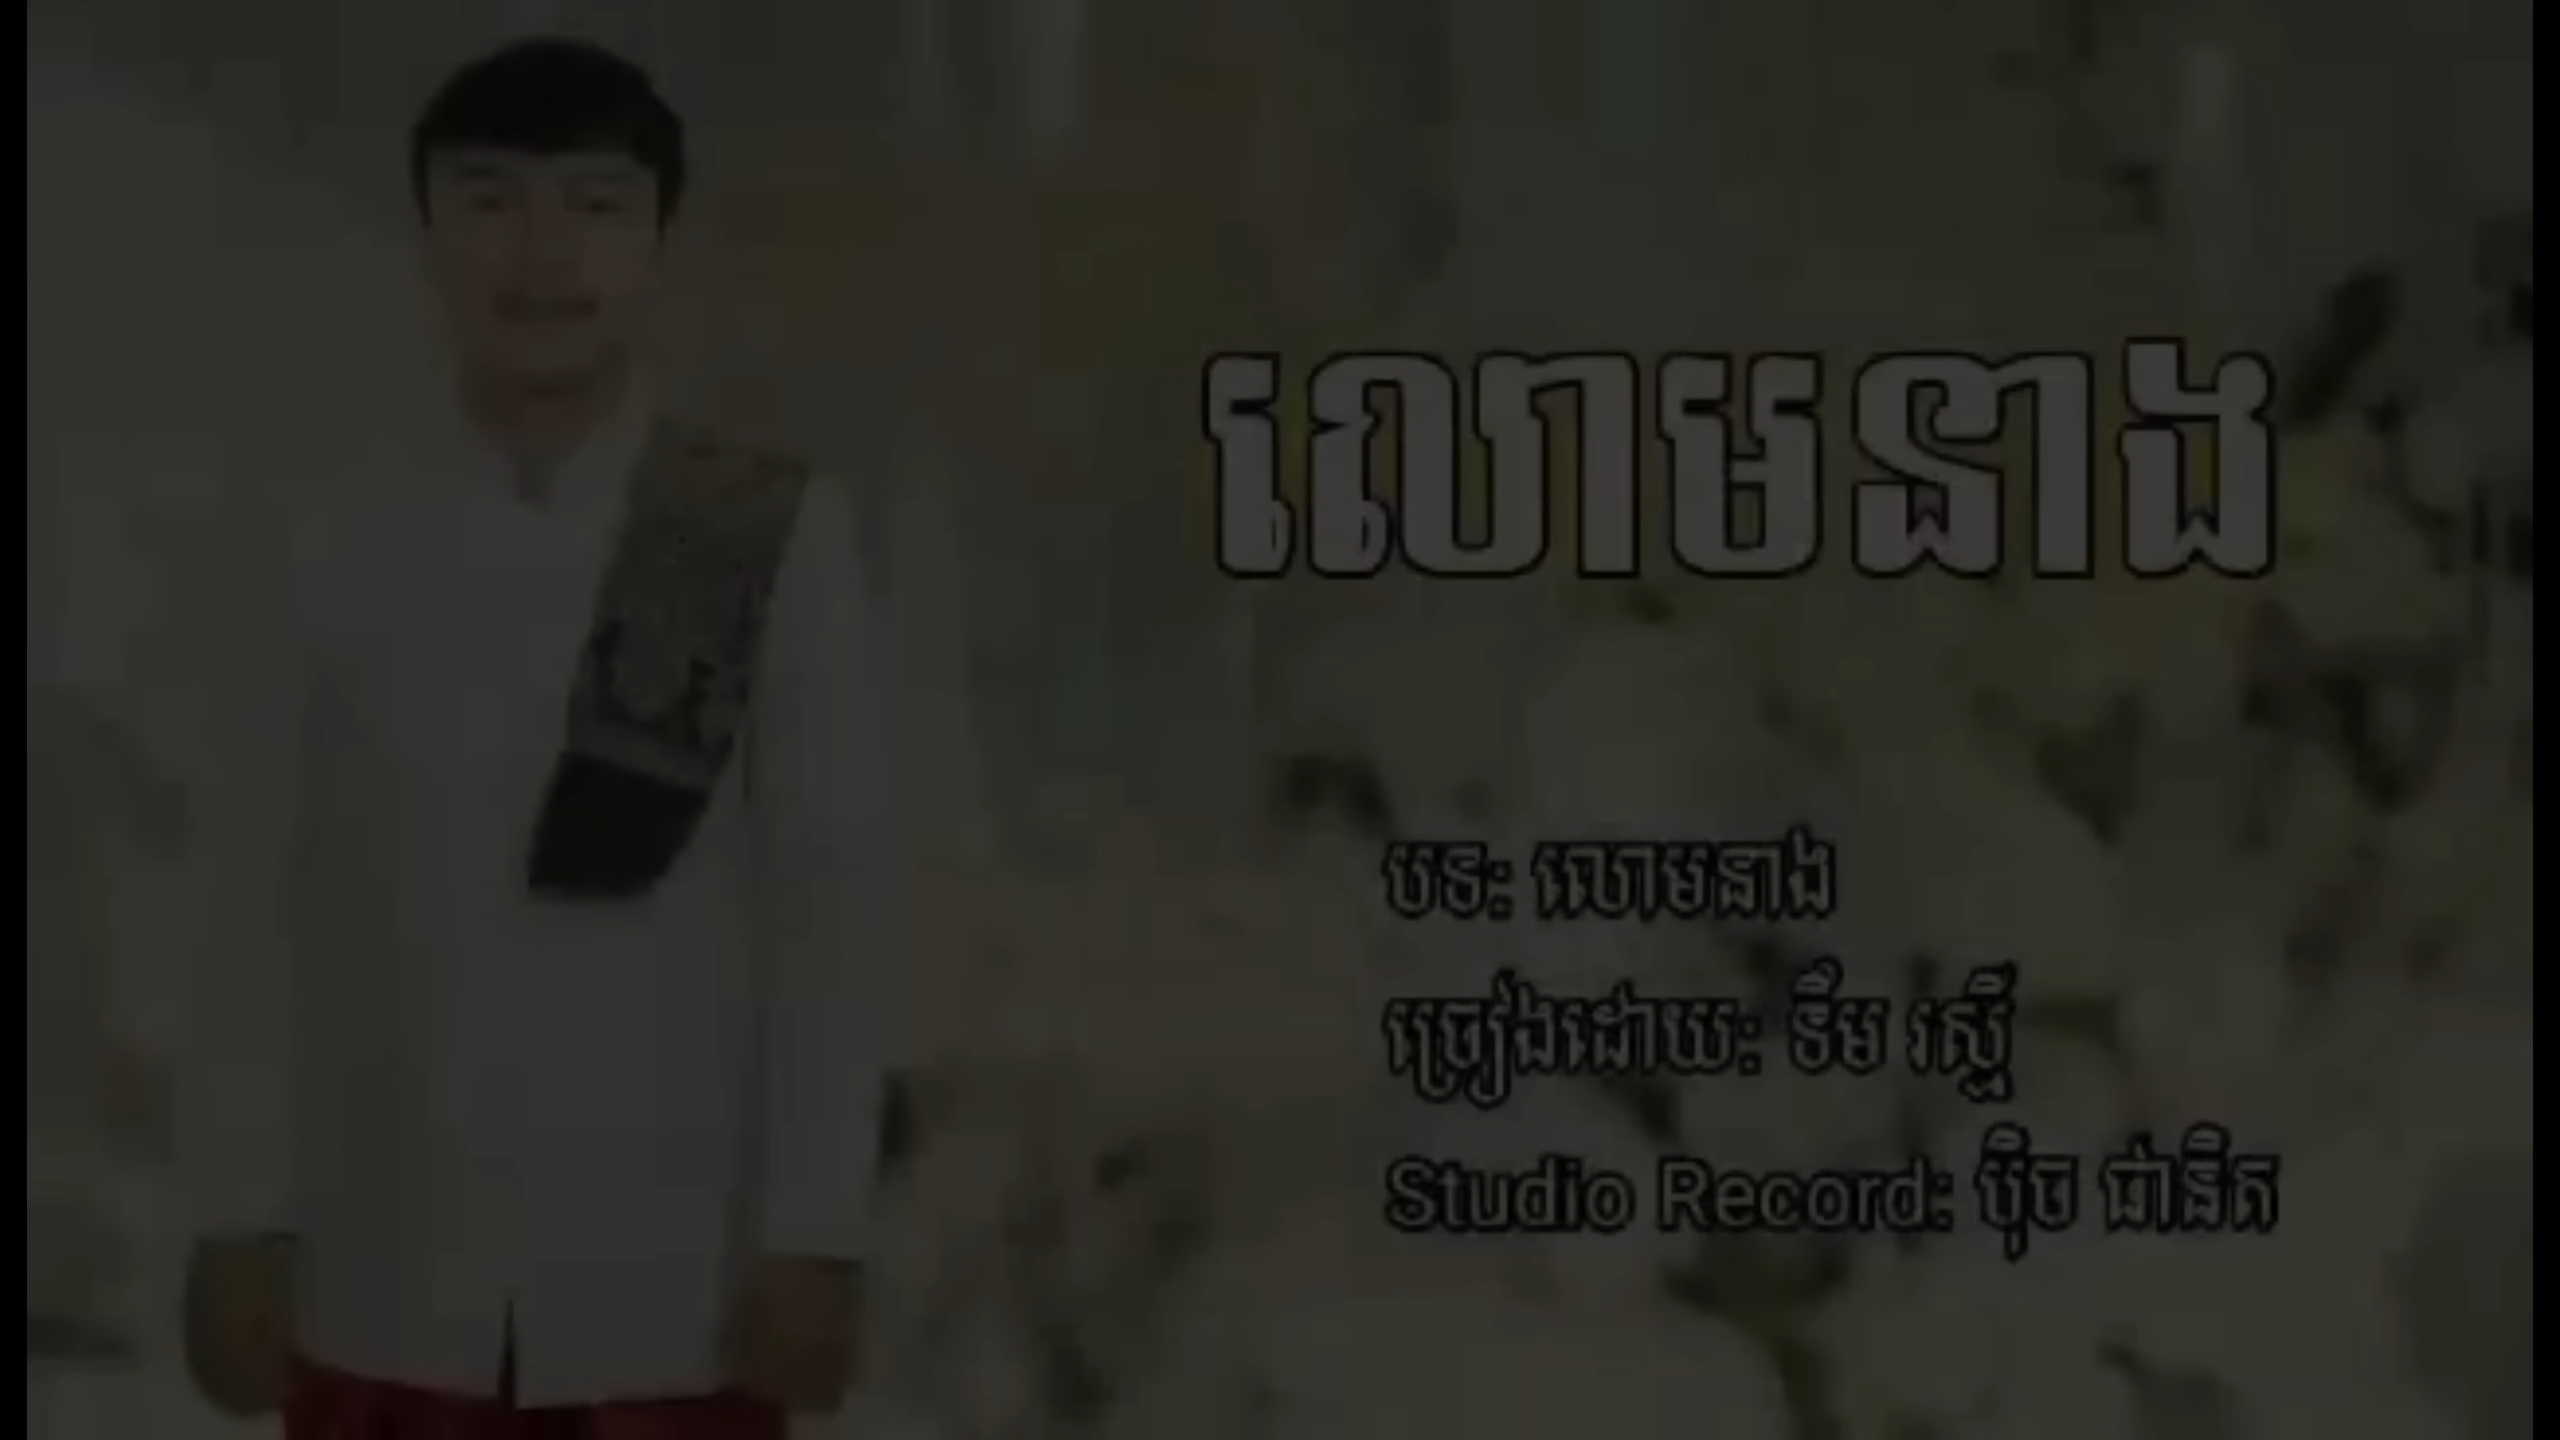 លោមនាង
បទ: លោមនាង
ច្រៀងដោយ: ទឹម រស្មី
Studio Record: ប៉ិច ផានិត